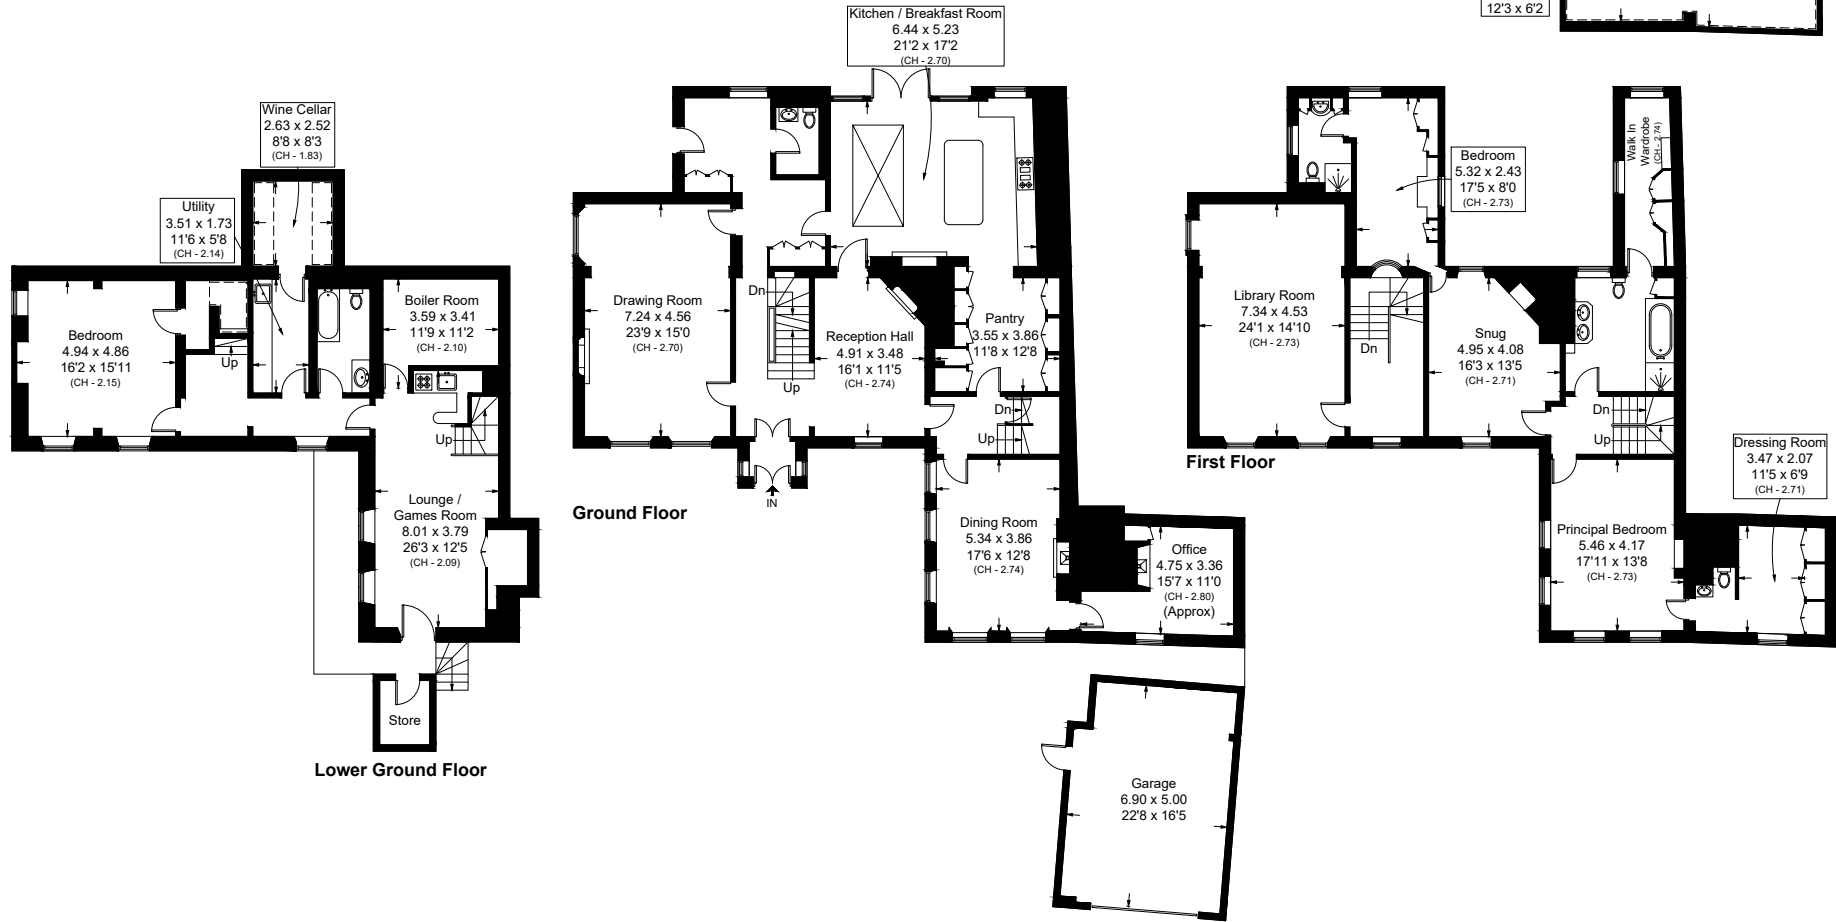 12'3 x 6'2
Kitchen / Breakfast Room
6.44 x 5.23
21'2 x 17'2
(CH - 2.70)
Wine Cellar
2.63 x 2.52
8'8 x 8'3
(CH - 1.83)
Utility
3.51 x 1.73
11'6 x 5'8
(CH - 2.14)
Bedroom
4.94 x 4.86
16'2 x 15'11
(CH - 2.15)
Up
Boiler Room
3.59 x 3.41
11'9 x 11'2
(CH - 2.10)
Up
Lounge /
Games Room
8.01 x 3.79
26'3 x 12'5
(CH - 2.09)
Store
Lower Ground Floor
Drawing Room
7.24 x 4.56
23'9 x 15'0
(CH - 2.70)
Dn
Up
Reception Hall
4.91 x 3.48
16'1 x 11'5
(CH - 2.74)
Pantry
3.55 x 3.86
11'8 x 12'8
Dn
Up
IN
Ground Floor
Dining Room
5.34 x 3.86
17'6 x 12'8
(CH - 2.74)
Office
4.75 x 3.36
15'7 x 11'0
(CH - 2.80)
(Approx)
Garage
6.90 x 5.00
22'8 x 16'5
Walk In
Wardrobe
(CH - 2.74)
Bedroom
5.32 x 2.43
17'5 x 8'0
(CH - 2.73)
Library Room
7.34 x 4.53
24'1 x 14'10
(CH - 2.73)
Dn
Snug
4.95 x 4.08
16'3 x 13'5
(CH - 2.71)
Dn
Up
First Floor
Dressing Room
3.47 x 2.07
11'5 x 6'9
(CH - 2.71)
Principal Bedroom
5.46 x 4.17
17'11 x 13'8
(CH - 2.73)